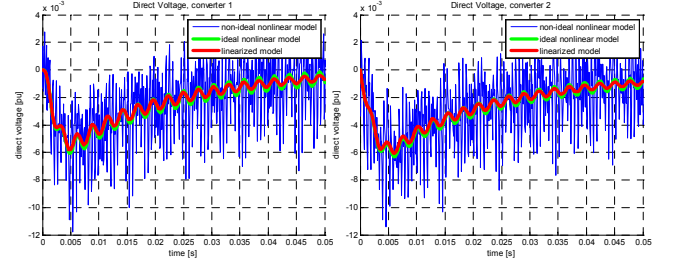 Direct Voltage, converter 1
x 10^-3
4
2
0
-2
-4
-6
-8
-10
-12
direct voltage [pu]
non-ideal nonlinear model
ideal nonlinear model
linearized model
0 0.005 0.01 0.015 0.02 0.025 0.03 0.035 0.04 0.045 0.05
time [s]
Direct Voltage, converter 2
x 10^-3
4
2
0
-2
-4
-6
-8
-10
-12
direct voltage [pu]
non-ideal nonlinear model
ideal nonlinear model
linearized model
0 0.005 0.01 0.015 0.02 0.025 0.03 0.035 0.04 0.045 0.05
time [s]